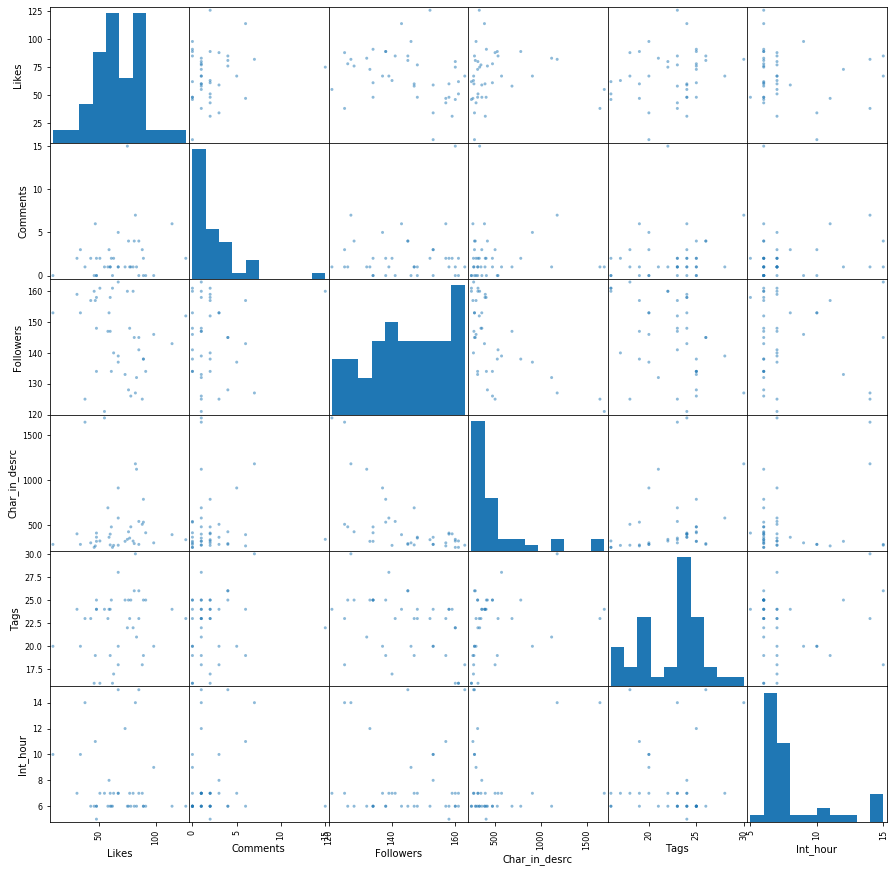 125
100
75
50
25
Likes
15
10
5
0
Comments
160
150
140
130
120
Followers
1500
1000
500
Char_in_desrc
30.0
27.5
25.0
22.5
20.0
17.5
Tags
14
12
10
8
6
Int_hour
50 100
Likes
0 5 10 15
Comments
120 140 160
Followers
500 1000 1500
Char_in_desrc
20 25 30
Tags
5 10 15
Int_hour